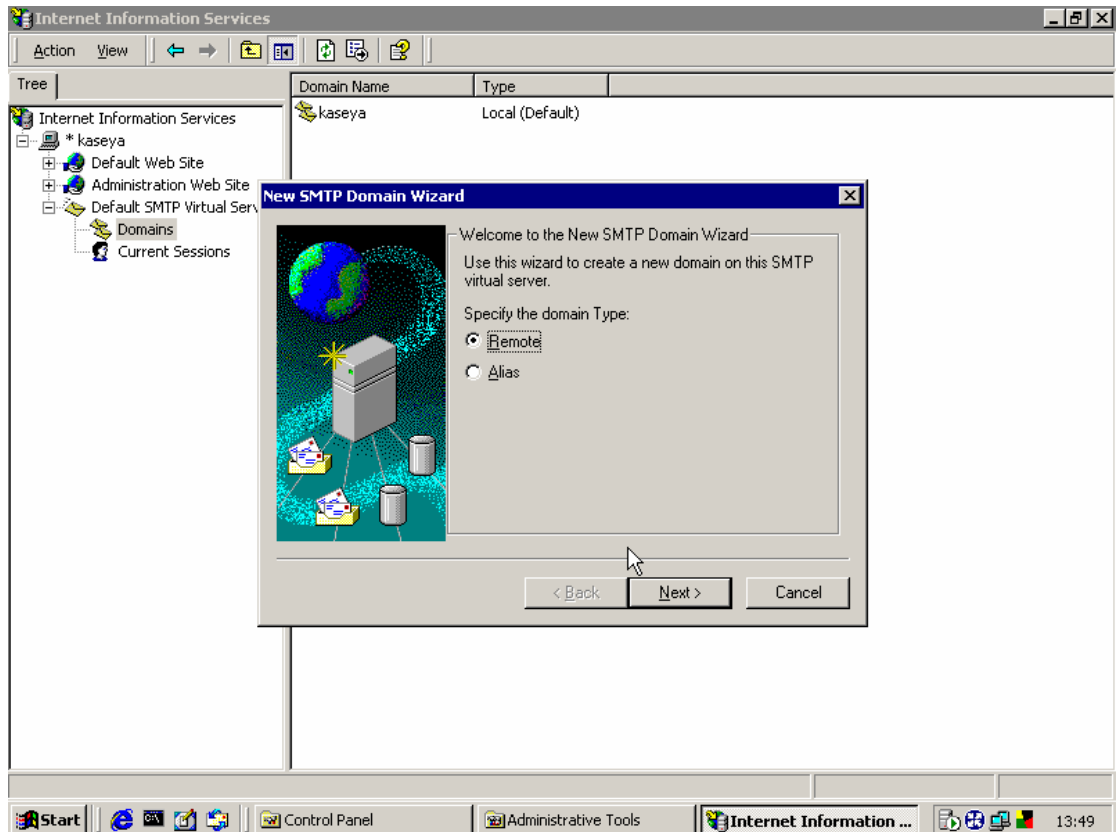 Internet Information Services
Action View
Tree
Domain Name Type
Internet Information Services
kaseya Local (Default)
* kaseya
Default Web Site
Administration Web Site
Default SMTP Virtual Serv
Domains
Current Sessions
New SMTP Domain Wizard
Welcome to the New SMTP Domain Wizard
Use this wizard to create a new domain on this SMTP
virtual server.
Specify the domain Type:
Remote
Alias
< Back Next > Cancel
Start Control Panel Administrative Tools Internet Information ... 13:49